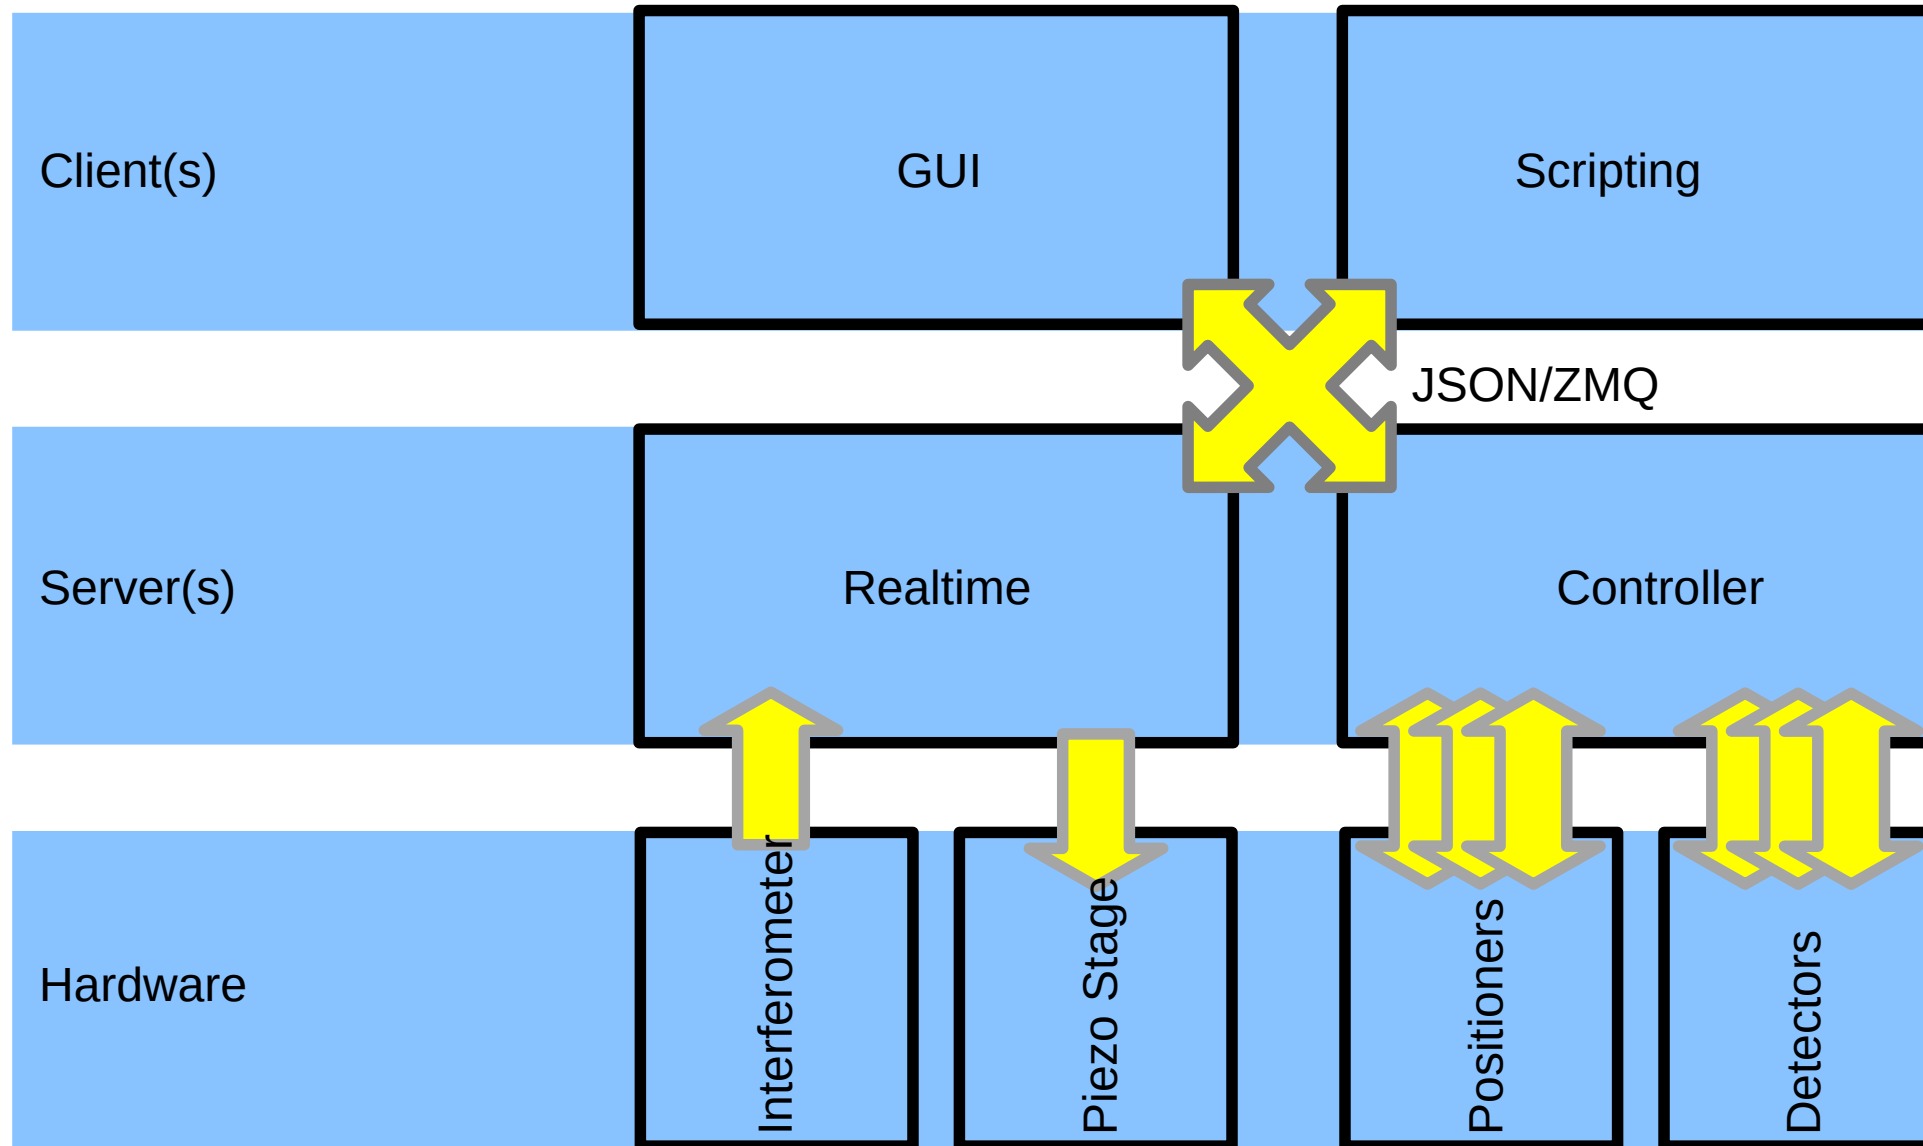 Client(s)
GUI
Scripting
JSON/ZMQ
Server(s)
Realtime
Controller
Hardware
Interferometer
Piezo Stage
Positioners
Detectors